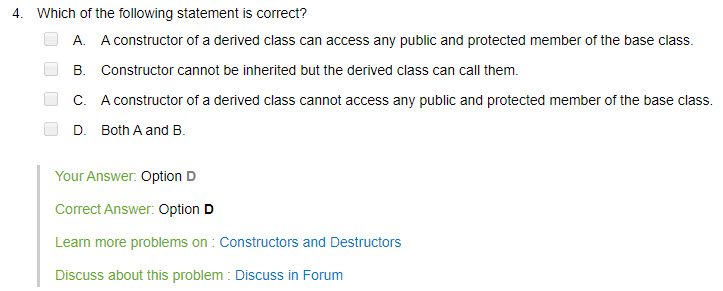 4. Which of the following statement is correct?
A. A constructor of a derived class can access any public and protected member of the base class.
B. Constructor cannot be inherited but the derived class can call them.
C. A constructor of a derived class cannot access any public and protected member of the base class.
D. Both A and B.
Your Answer: Option D
Correct Answer: Option D
Learn more problems on : Constructors and Destructors
Discuss about this problem : Discuss in Forum